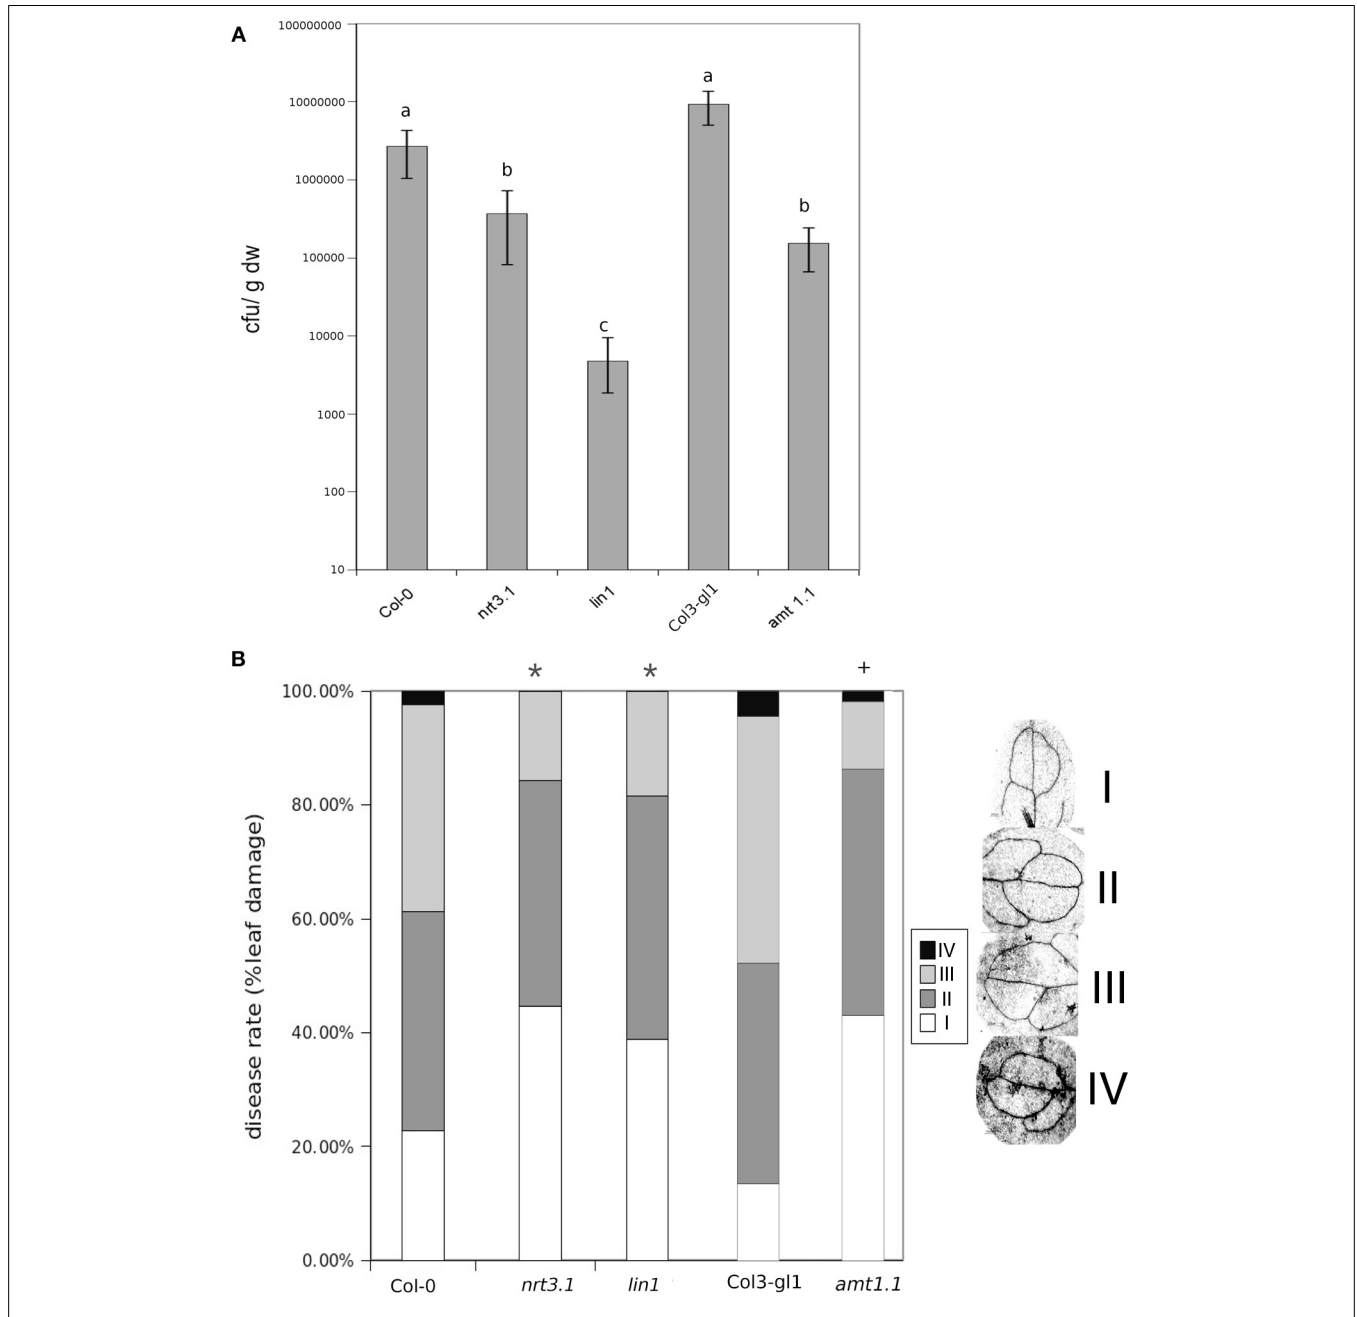 A
100000000
10000000
1000000
100000
10000
1000
100
10
cfu/ g dw
a
b
c
a
b
Col-0
nrt3.1
lin1
Col3-gl1
amt 1.1
B
* * +
100.00%
80.00%
60.00%
40.00%
20.00%
0.00%
disease rate (%leaf damage)
Col-0
nrt3.1
lin1
Col3-gl1
amt1.1
IV
III
II
I
I
II
III
IV